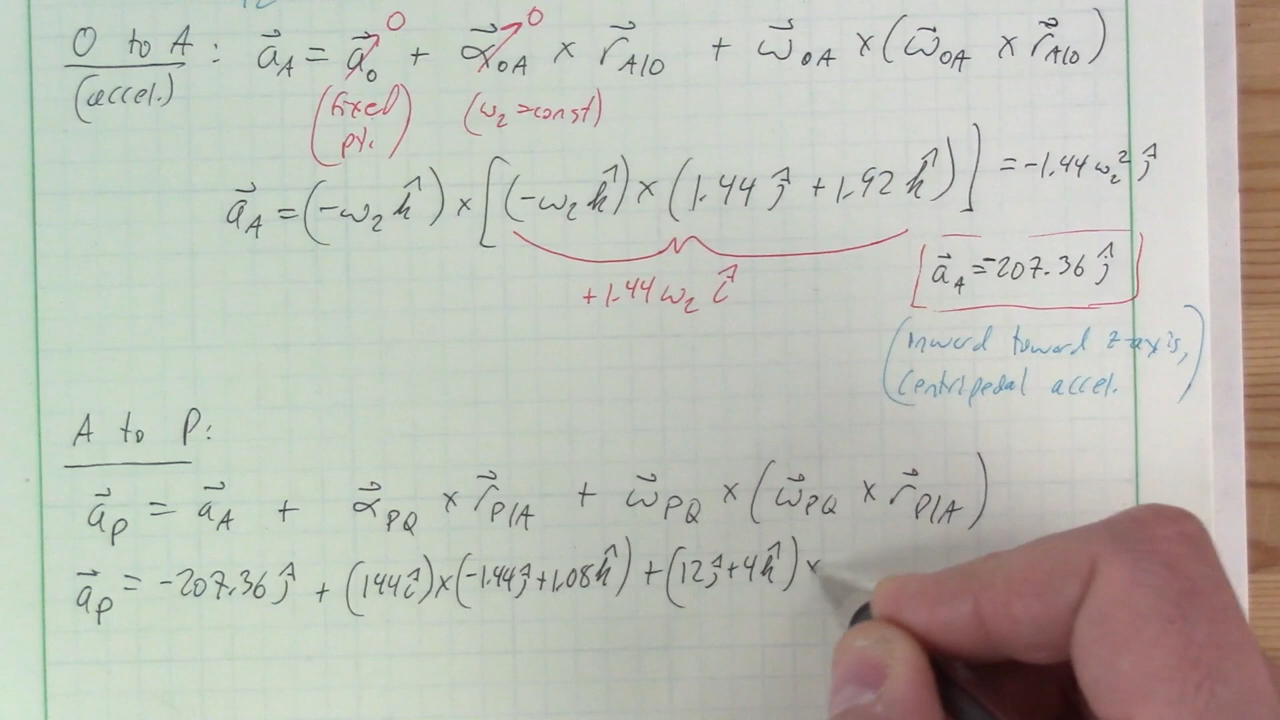 O to A : a⃗_A = a⃗_O + α⃗_OA × r⃗_A/O + ω⃗_OA × (ω⃗_OA × r⃗_A/O)
0 0
(accel.) (fixed pt.) (ω₂ = const)
a⃗_A = (-ω₂ k̂) × [(-ω₂ k̂) × (1.44 ĵ + 1.92 k̂)] = -1.44 ω₂² ĵ
+1.44 ω₂ î
a⃗_A = -207.36 ĵ
(inward toward z-axis,
centripedal accel.)
A to P:
a⃗_P = a⃗_A + α⃗_PQ × r⃗_P/A + ω⃗_PQ × (ω⃗_PQ × r⃗_P/A)
a⃗_P = -207.36 ĵ + (144 î) × (-1.44 ĵ + 1.08 k̂) + (12 ĵ + 4 k̂) ×